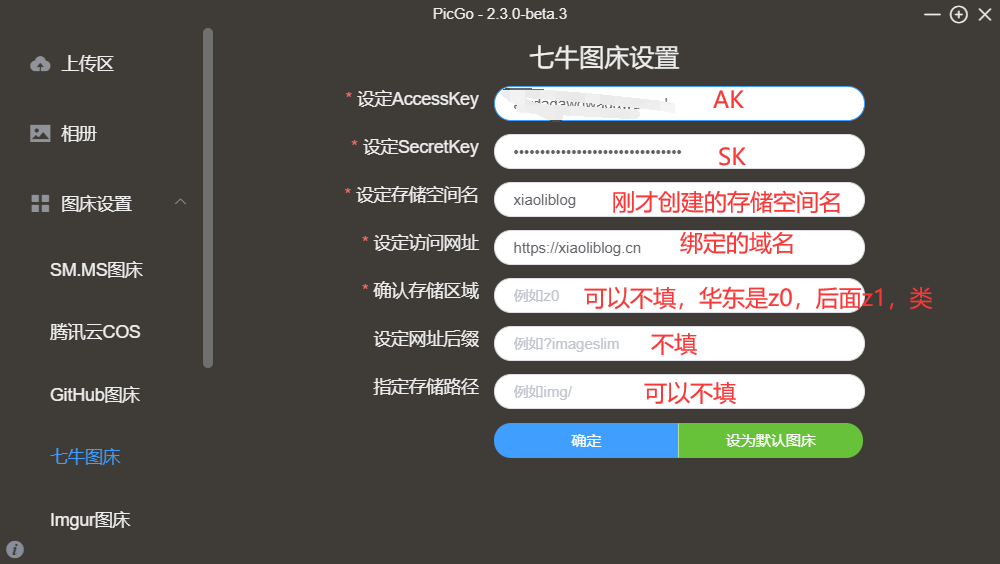 PicGo - 2.3.0-beta.3
上传区
相册
图床设置
SM.MS图床
腾讯云COS
GitHub图床
七牛图床
Imgur图床
七牛图床设置
* 设定AccessKey AK
* 设定SecretKey ••••••••••••••••••••••••••••••••• SK
* 设定存储空间名 xiaoliblog 刚才创建的存储空间名
* 设定访问网址 https://xiaoliblog.cn 绑定的域名
* 确认存储区域 例如z0 可以不填，华东是z0，后面z1，类
设定网址后缀 例如?imageslim 不填
指定存储路径 例如img/ 可以不填
确定 设为默认图床